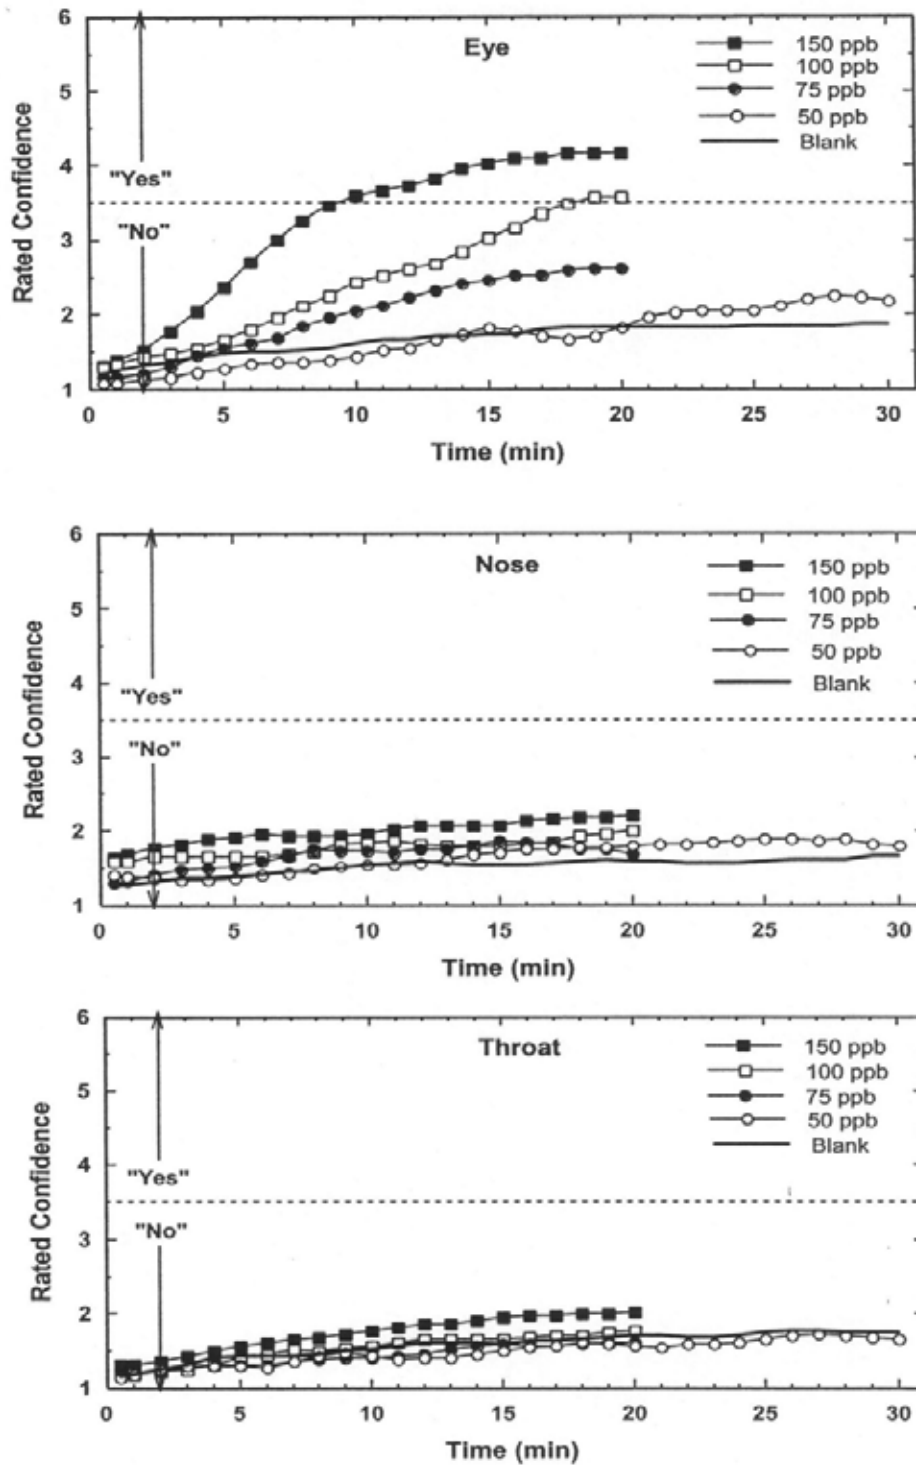 6
5
4
3
2
1
Rated Confidence
Eye
150 ppb
100 ppb
75 ppb
50 ppb
Blank
"Yes"
"No"
0 5 10 15 20 25 30
Time (min)
6
5
4
3
2
1
Rated Confidence
Nose
150 ppb
100 ppb
75 ppb
50 ppb
Blank
"Yes"
"No"
0 5 10 15 20 25 30
Time (min)
6
5
4
3
2
1
Rated Confidence
Throat
150 ppb
100 ppb
75 ppb
50 ppb
Blank
"Yes"
"No"
0 5 10 15 20 25 30
Time (min)